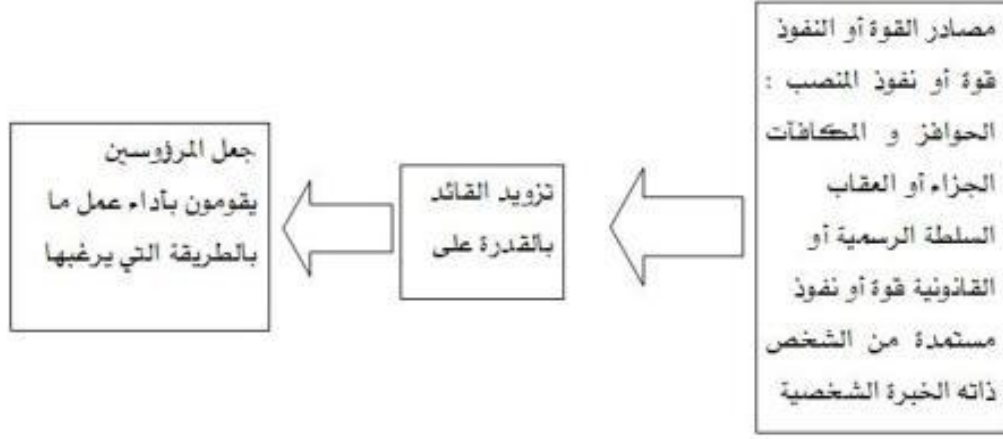 مصادر القوة أو النفوذ
قوة أو نفوذ المنصب :
الحوافز و المكافآت
الجزاء أو العقاب
السلطة الرسمية أو
القانونية قوة أو نفوذ
مستمدة من الشخص
ذاته الخبرة الشخصية
تزويد القائد
بالقدرة على
جعل المرؤوسين
يقومون بأداء عمل ما
بالطريقة التي يرغبها